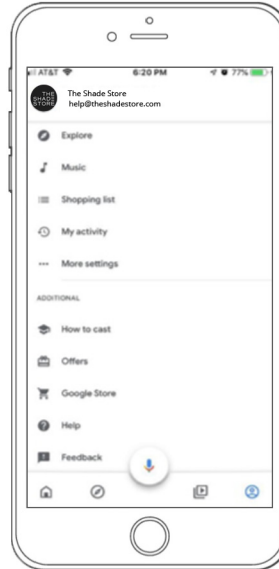 AT&T 6:20 PM 77%
THE SHADE STORE
The Shade Store
help@theshadestore.com
Explore
Music
Shopping list
My activity
More settings
ADDITIONAL
How to cast
Offers
Google Store
Help
Feedback